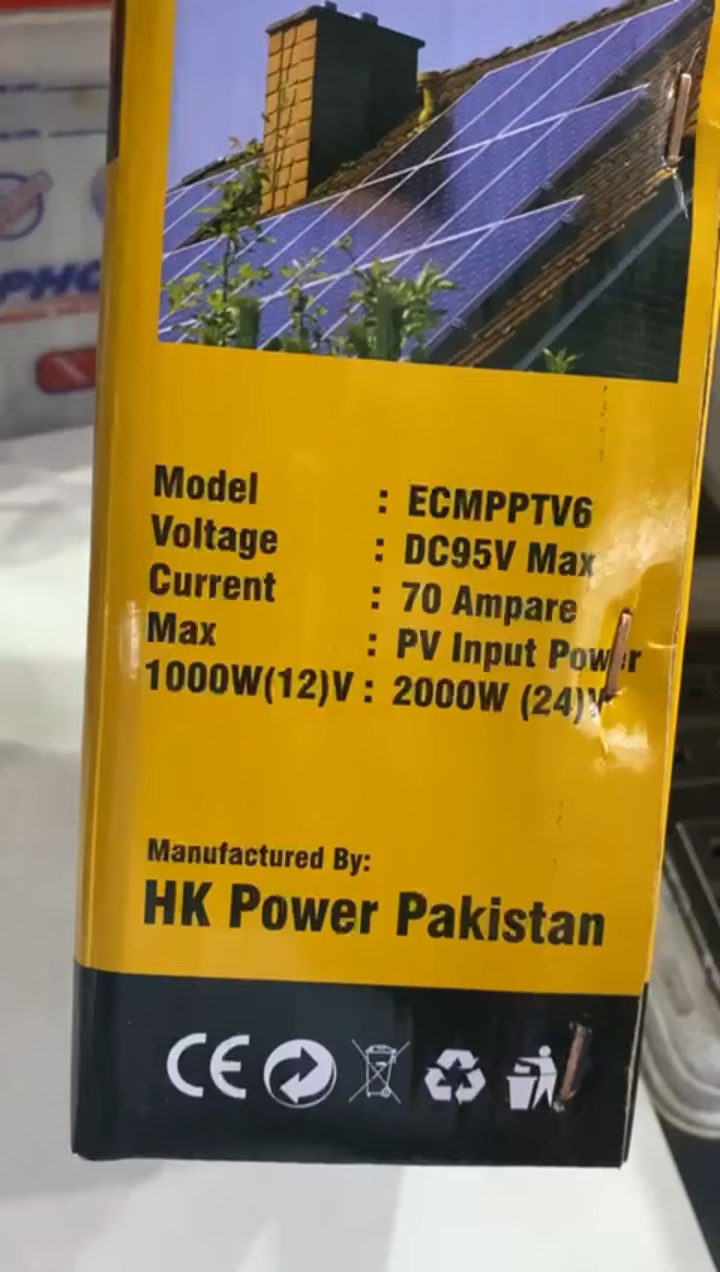 PHO
Model : ECMPPTV6
Voltage : DC95V Max
Current : 70 Ampare
Max : PV Input Power
1000W(12)V : 2000W (24)V
Manufactured By:
HK Power Pakistan
CE